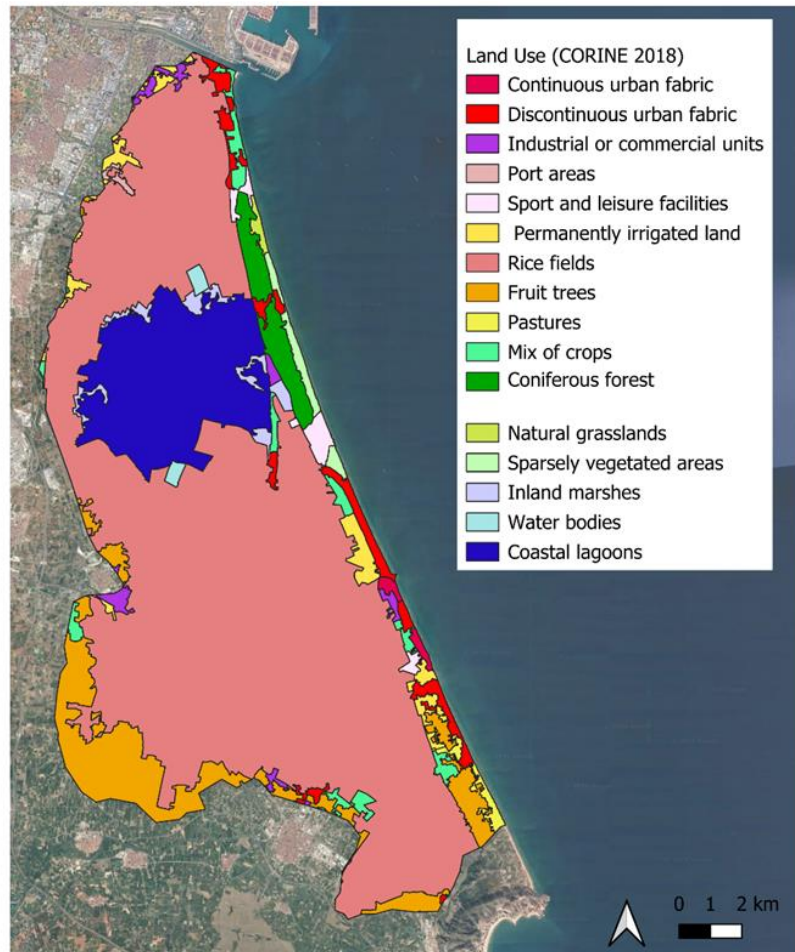 Land Use (CORINE 2018)
Continuous urban fabric
Discontinuous urban fabric
Industrial or commercial units
Port areas
Sport and leisure facilities
Permanently irrigated land
Rice fields
Fruit trees
Pastures
Mix of crops
Coniferous forest
Natural grasslands
Sparsely vegetated areas
Inland marshes
Water bodies
Coastal lagoons
0 1 2 km